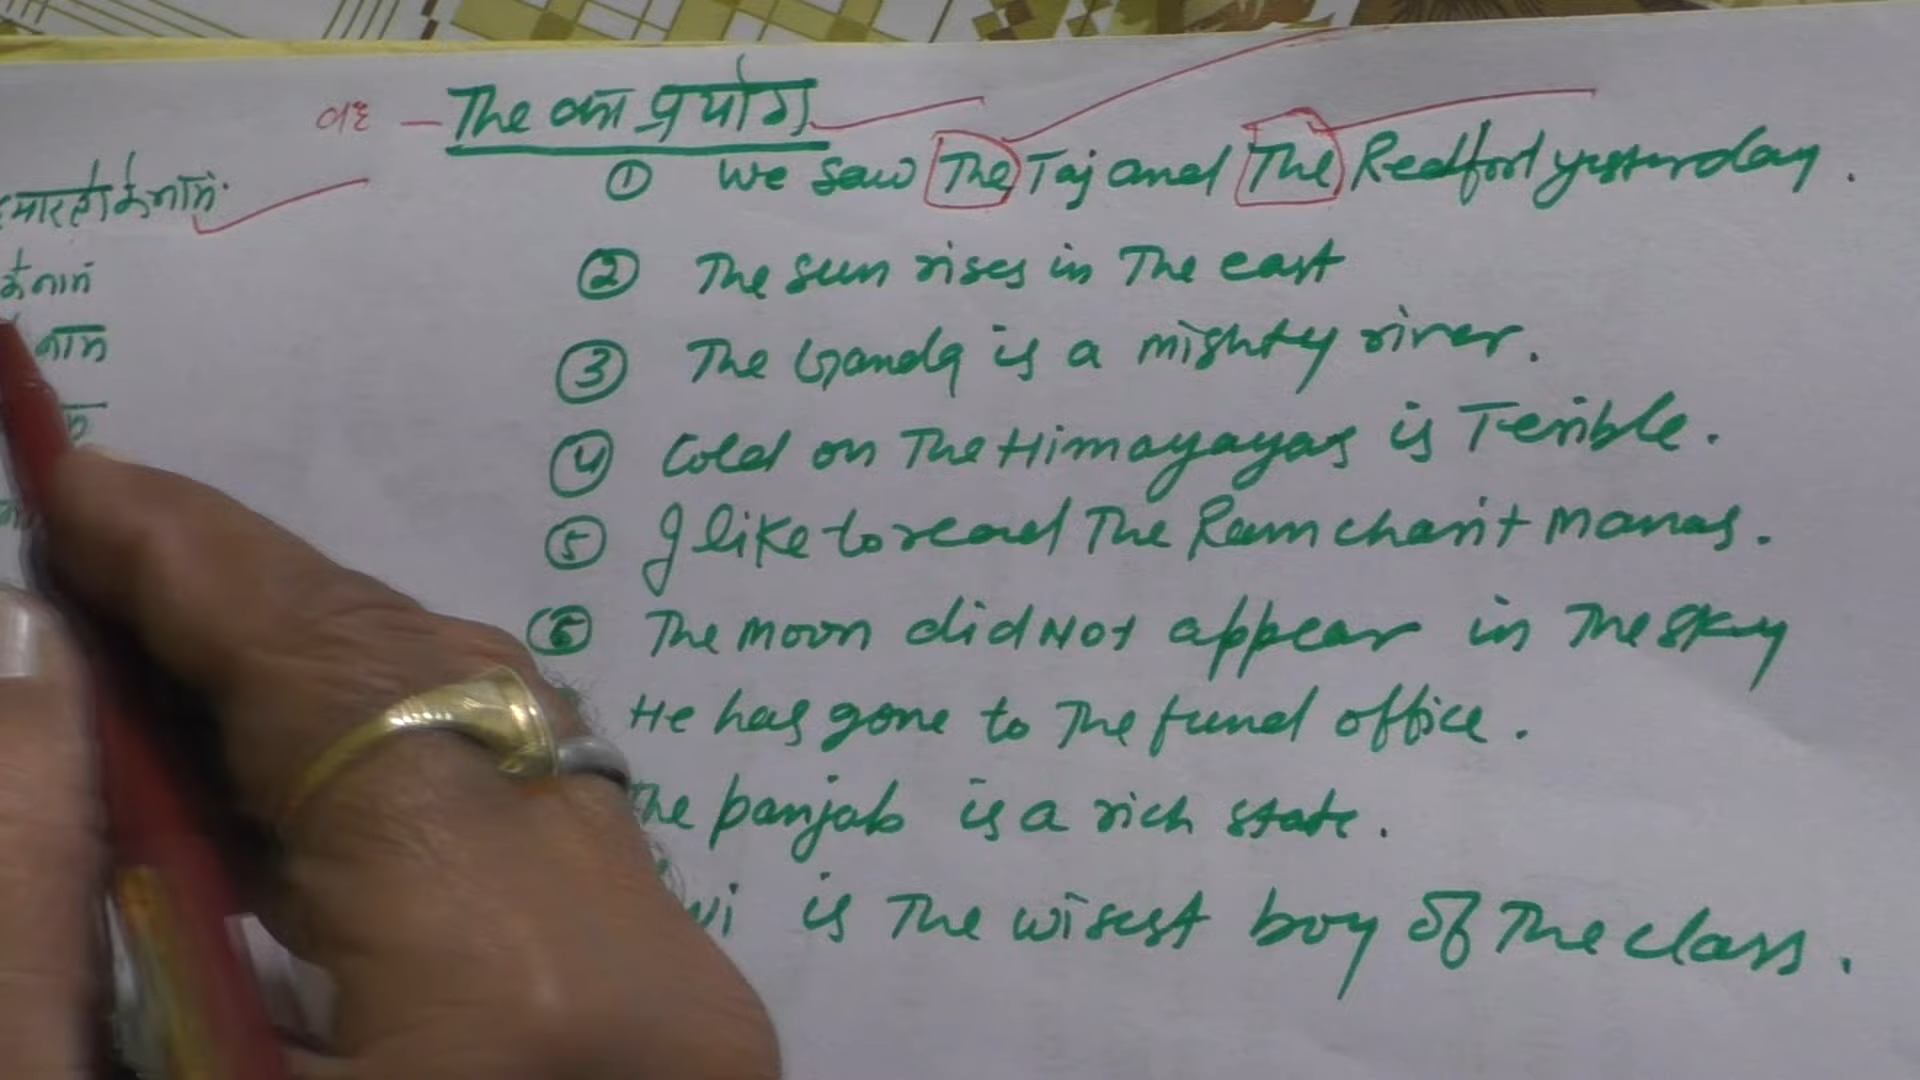 वह — The का प्रयोग
इमारतों के नाम
के नाम
नाम
① We saw The Taj and The Redfort yesterday.
② The sun rises in The east
③ The Ganda is a mighty river.
④ Cold on The Himayayas is Terrible.
⑤ I like to read The Ram charit Manas.
⑥ The Moon did Not appear in The sky
He has gone to The fund office.
The panjab is a rich state.
is The wisest boy of The class.